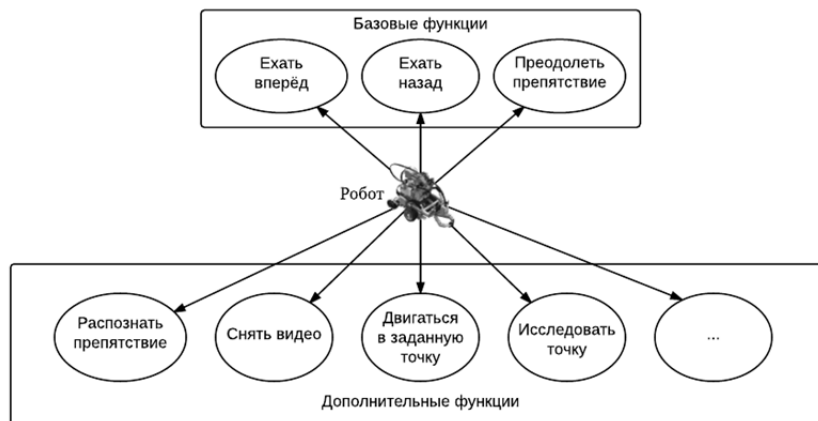 Базовые функции
Ехать
вперёд
Ехать
назад
Преодолеть
препятствие
Робот
Распознать
препятствие
Снять видео
Двигаться
в заданную
точку
Исследовать
точку
...
Дополнительные функции